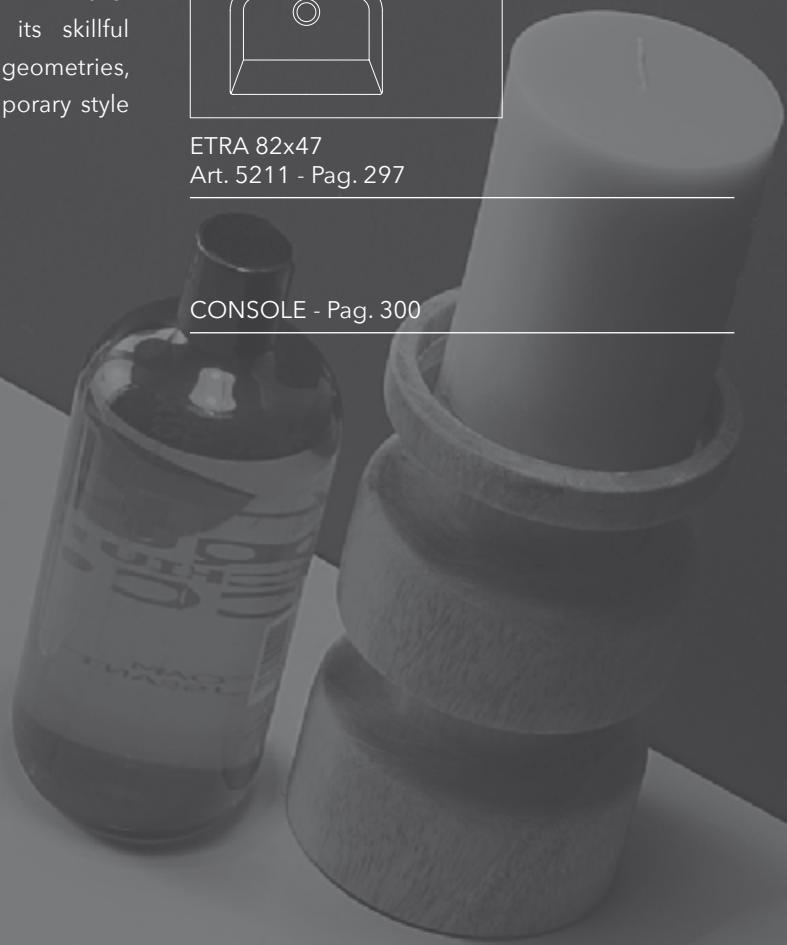 its skillful
geometries,
porary style
ETRA 82x47
Art. 5211 - Pag. 297
CONSOLE - Pag. 300